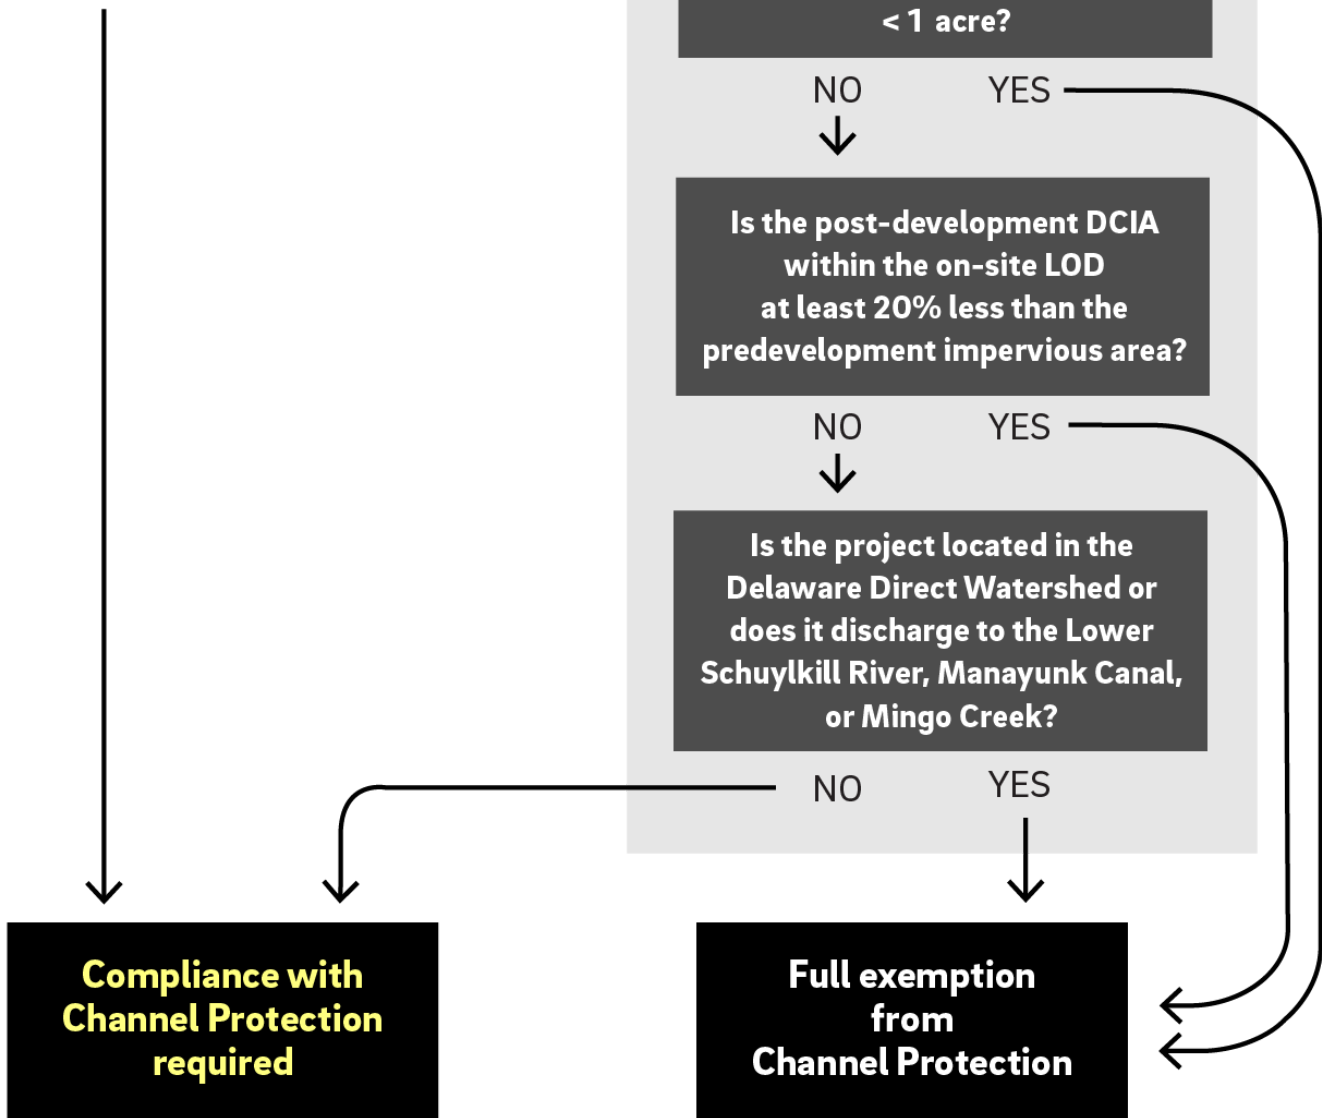 < 1 acre?
NO YES
Is the post-development DCIA
within the on-site LOD
at least 20% less than the
predevelopment impervious area?
NO YES
Is the project located in the
Delaware Direct Watershed or
does it discharge to the Lower
Schuylkill River, Manayunk Canal,
or Mingo Creek?
NO YES
Compliance with
Channel Protection
required
Full exemption
from
Channel Protection